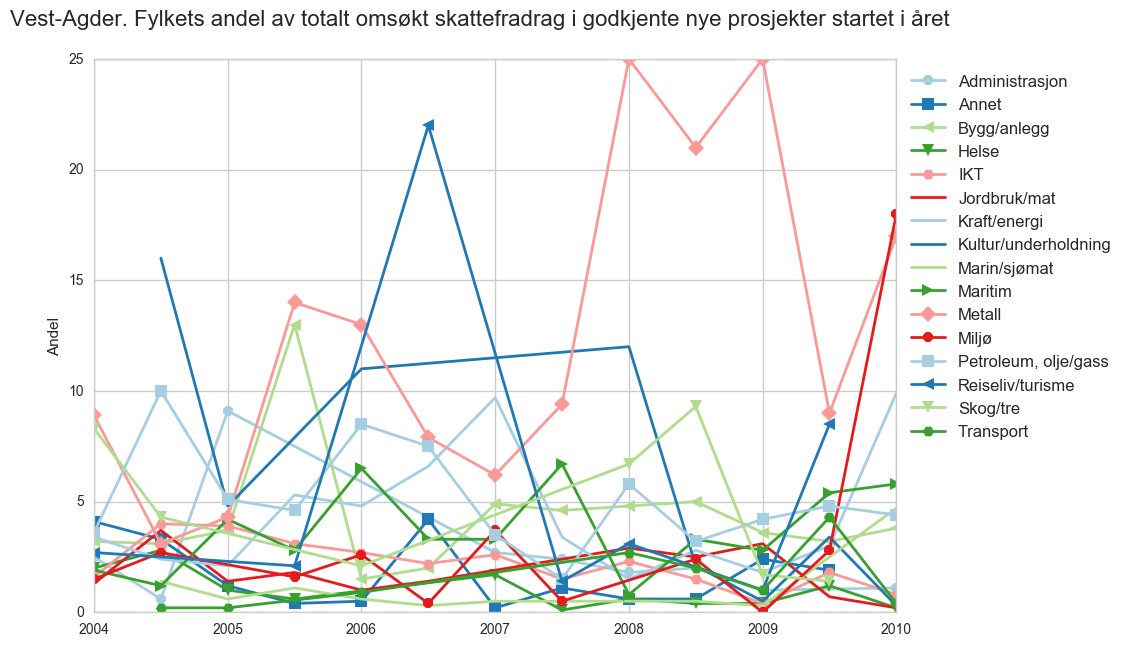 Vest-Agder. Fylkets andel av totalt omsøkt skattefradrag i godkjente nye prosjekter startet i året
25
20
15
10
5
0
Andel
2004 2005 2006 2007 2008 2009 2010
Administrasjon
Annet
Bygg/anlegg
Helse
IKT
Jordbruk/mat
Kraft/energi
Kultur/underholdning
Marin/sjømat
Maritim
Metall
Miljø
Petroleum, olje/gass
Reiseliv/turisme
Skog/tre
Transport